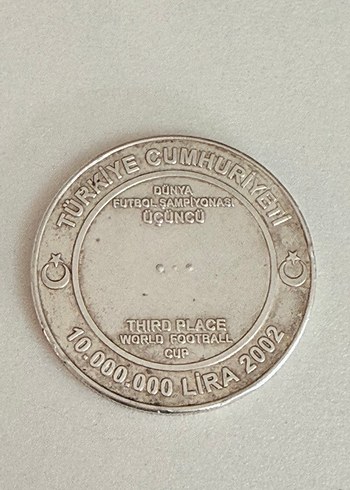 TÜRKİYE CUMHURİYETİ
DÜNYA
FUTBOL ŞAMPİYONASI
ÜÇÜNCÜ
THIRD PLACE
WORLD FOOTBALL
CUP
10.000.000 LİRA 2002